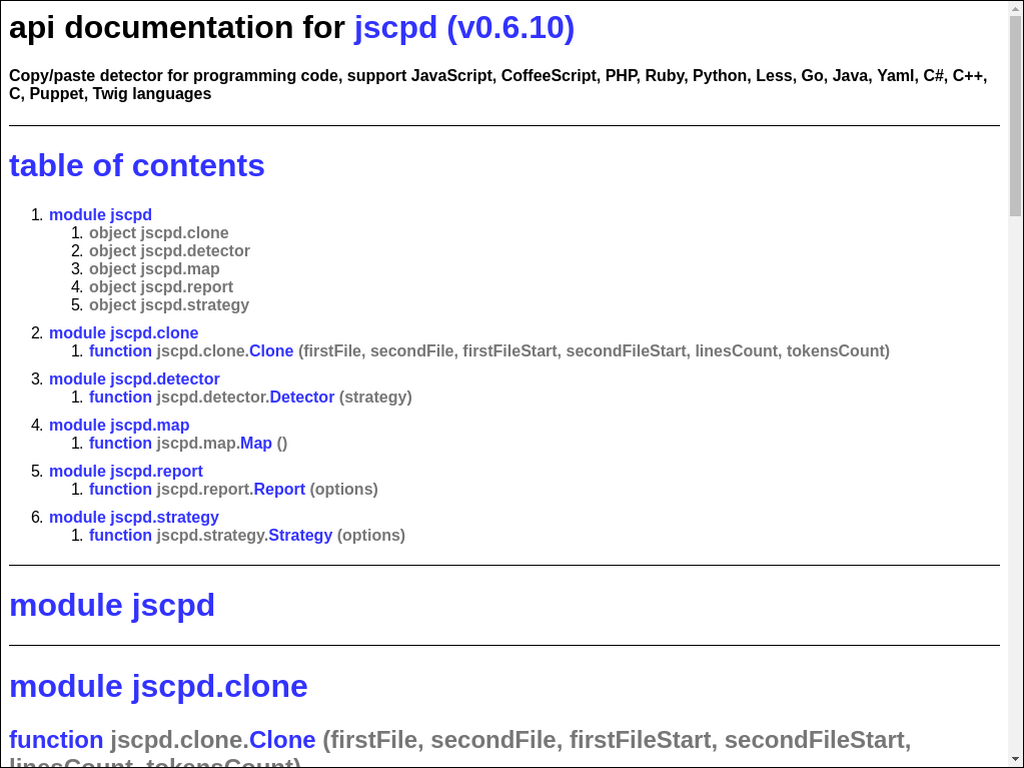 api documentation for jscpd (v0.6.10)
Copy/paste detector for programming code, support JavaScript, CoffeeScript, PHP, Ruby, Python, Less, Go, Java, Yaml, C#, C++,
C, Puppet, Twig languages
table of contents
1. module jscpd
1. object jscpd.clone
2. object jscpd.detector
3. object jscpd.map
4. object jscpd.report
5. object jscpd.strategy
2. module jscpd.clone
1. function jscpd.clone.Clone (firstFile, secondFile, firstFileStart, secondFileStart, linesCount, tokensCount)
3. module jscpd.detector
1. function jscpd.detector.Detector (strategy)
4. module jscpd.map
1. function jscpd.map.Map ()
5. module jscpd.report
1. function jscpd.report.Report (options)
6. module jscpd.strategy
1. function jscpd.strategy.Strategy (options)
module jscpd
module jscpd.clone
function jscpd.clone.Clone (firstFile, secondFile, firstFileStart, secondFileStart,
linesCount, tokensCount)